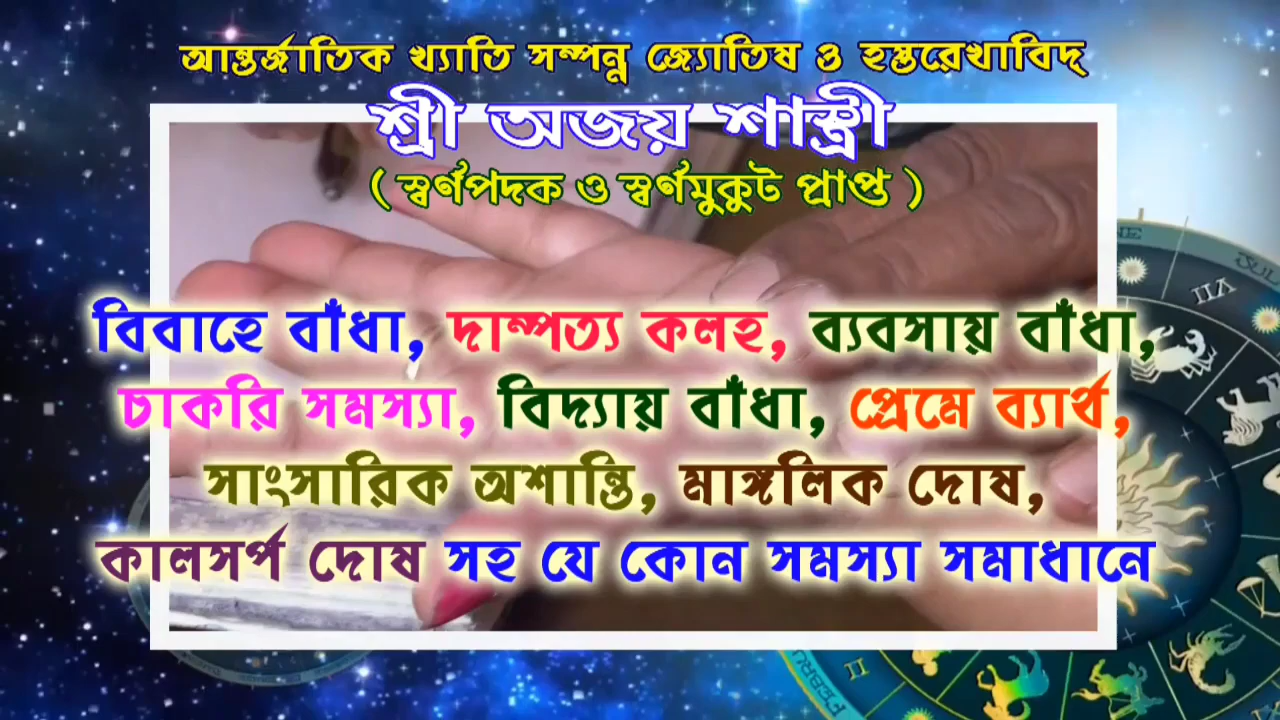 আন্তর্জাতিক খ্যাতি সম্পন্ন জ্যোতিষ ও হস্তরেখাবিদ্
শ্রী অজয় শাস্ত্রী
( স্বর্ণপদক ও স্বর্ণমুকুট প্রাপ্ত )
বিবাহে বাঁধা, দাম্পত্য কলহ, ব্যবসায় বাঁধা,
চাকরি সমস্যা, বিদ্যায় বাঁধা, প্রেমে ব্যার্থ,
সাংসারিক অশান্তি, মাঙ্গলিক দোষ,
কালসর্প দোষ সহ যে কোন সমস্যা সমাধানে